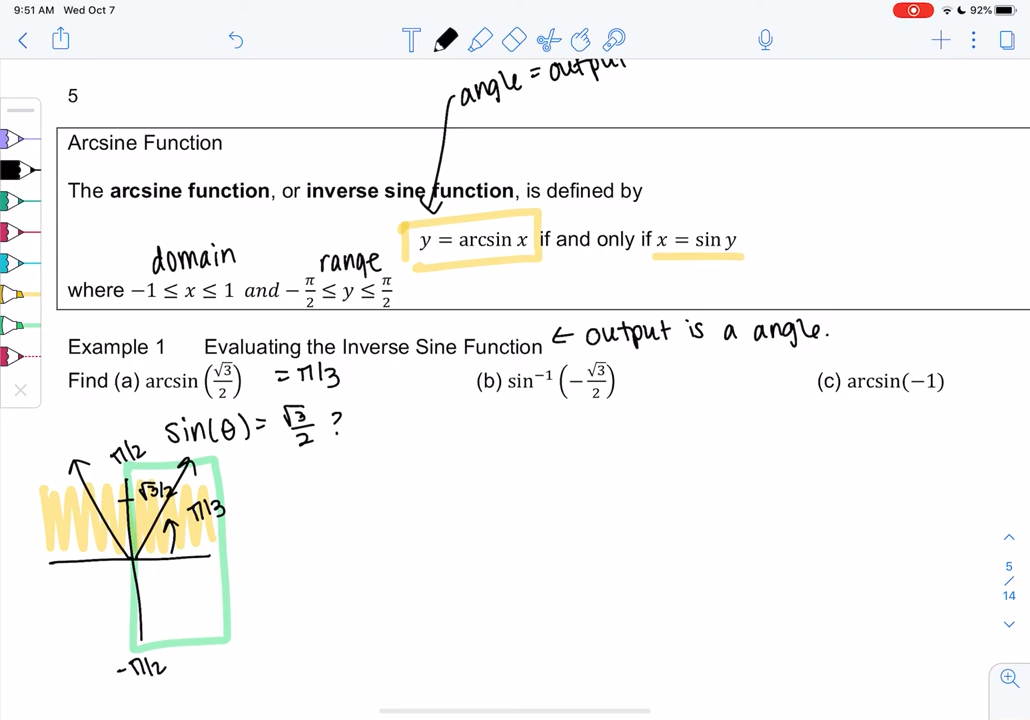 9:51 AM Wed Oct 7 92%
T
angle = output
5
Arcsine Function
The arcsine function, or inverse sine function, is defined by
y = arcsin x if and only if x = sin y
domain range
where −1 ≤ x ≤ 1 and −π/2 ≤ y ≤ π/2
Example 1 Evaluating the Inverse Sine Function ← output is a angle.
Find (a) arcsin (√3/2) = π/3 (b) sin⁻¹ (−√3/2) (c) arcsin(−1)
sin(θ) = √3/2 ?
π/2
√3/2
π/3
-π/2
5
/
14